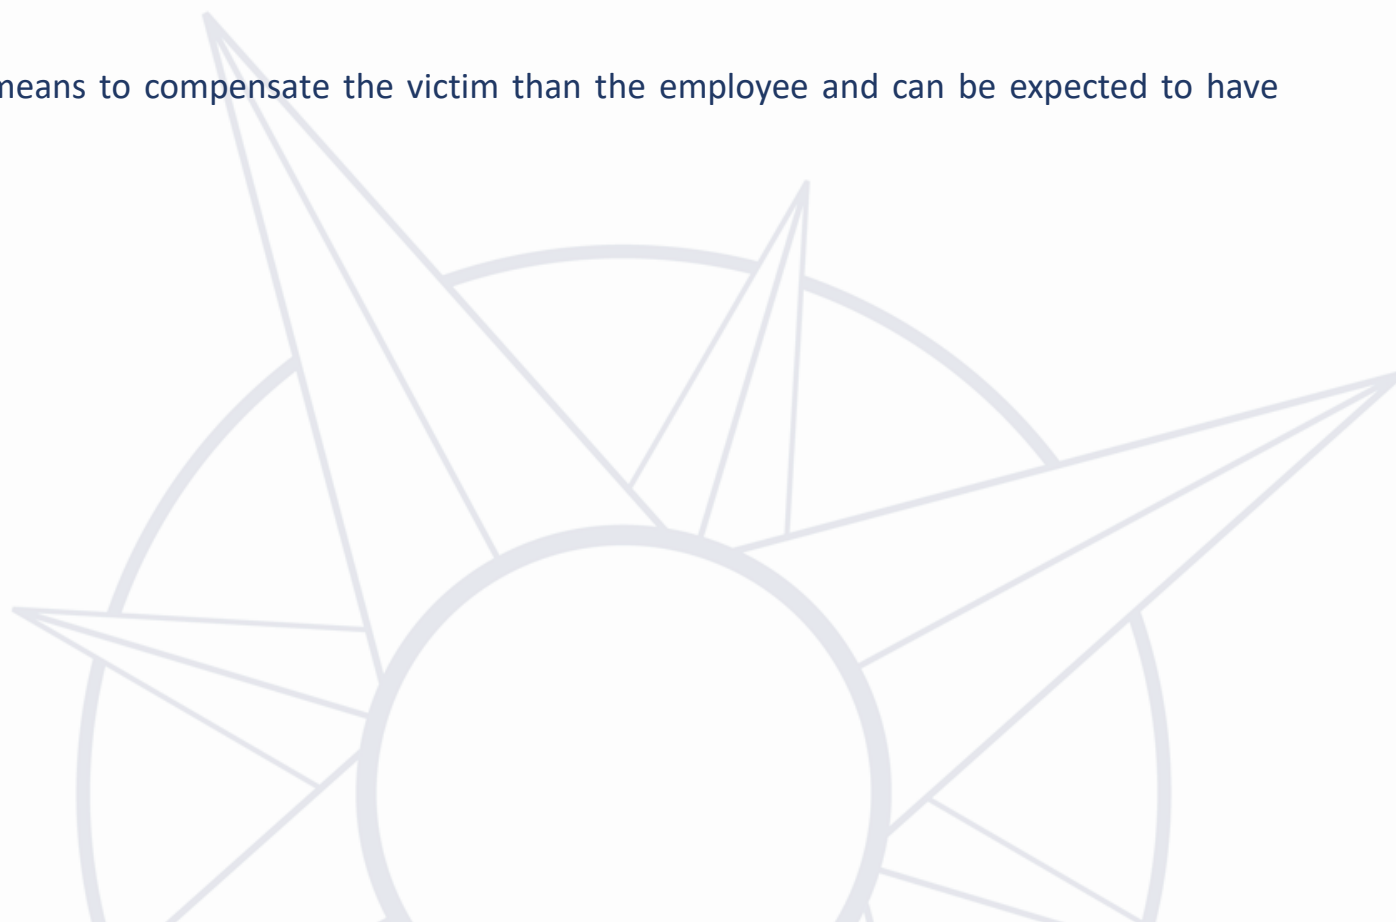 means to compensate the victim than the employee and can be expected to have